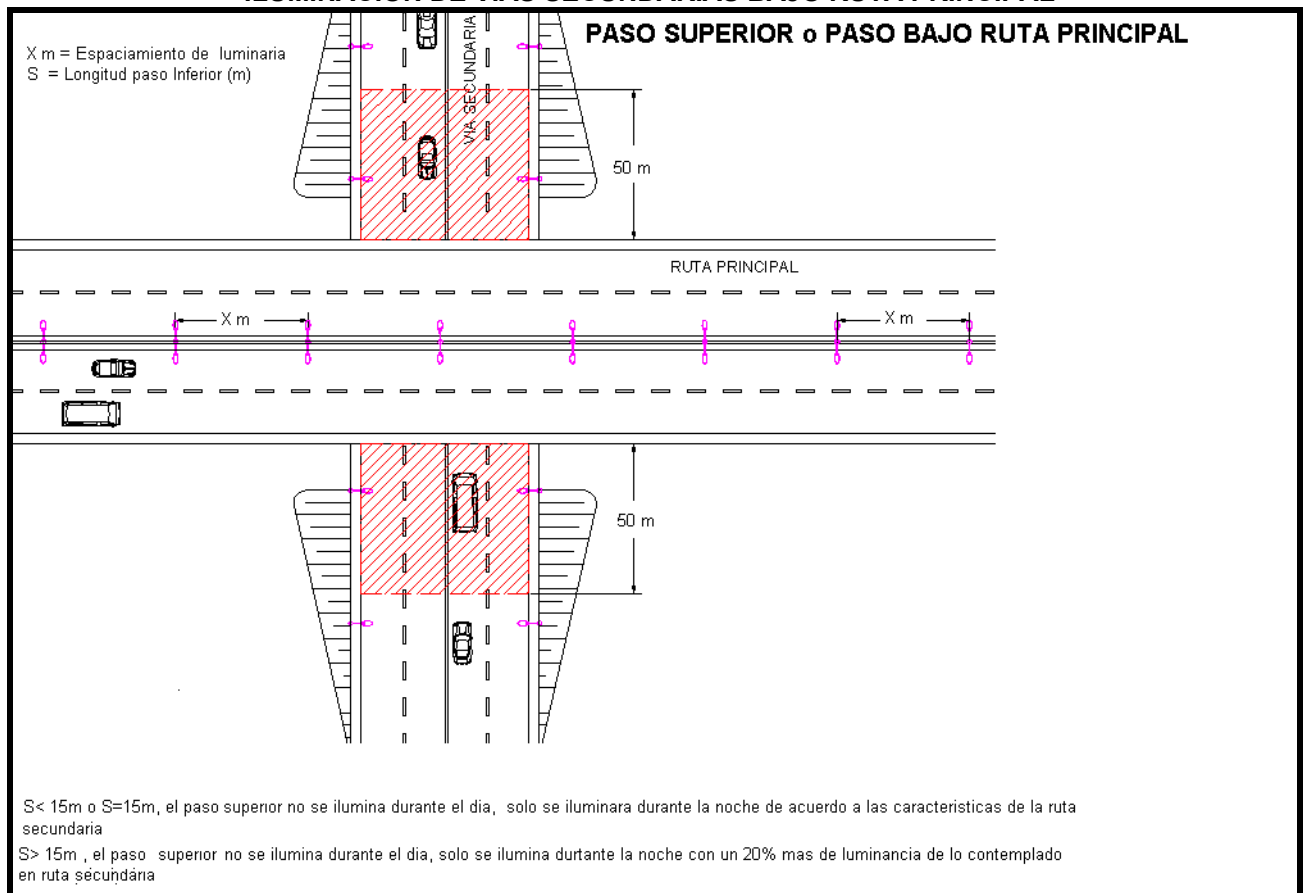 PASO SUPERIOR o PASO BAJO RUTA PRINCIPAL
X m = Espaciamiento de luminaria
S = Longitud paso Inferior (m)
VIA SECUNDARIA
50 m
RUTA PRINCIPAL
X m
X m
50 m
S< 15m o S=15m, el paso superior no se ilumina durante el dia, solo se iluminara durante la noche de acuerdo a las caracteristicas de la ruta
secundaria
S> 15m , el paso superior no se ilumina durante el dia, solo se ilumina durtante la noche con un 20% mas de luminancia de lo contemplado
en ruta secundaria